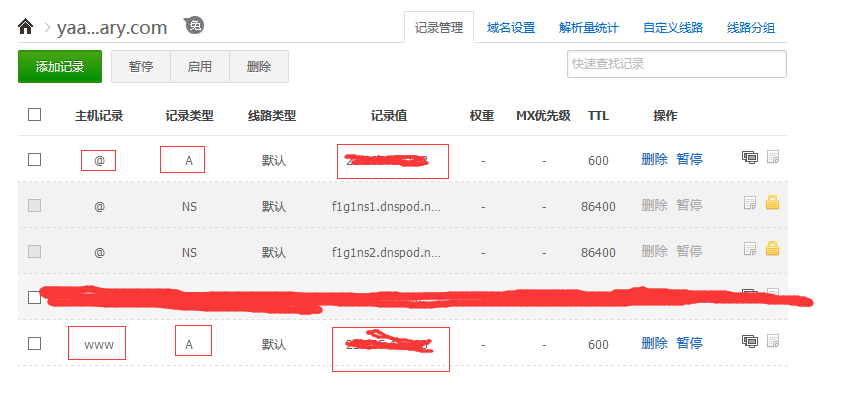 yaa...ary.com 免 记录管理 域名设置 解析量统计 自定义线路 线路分组
添加记录 暂停 启用 删除 快速查找记录
主机记录 记录类型 线路类型 记录值 权重 MX优先级 TTL 操作
@ A 默认 - - 600 删除 暂停
@ NS 默认 f1g1ns1.dnspod.n... - - 86400 删除 暂停
@ NS 默认 f1g1ns2.dnspod.n... - - 86400 删除 暂停
www A 默认 - - 600 删除 暂停